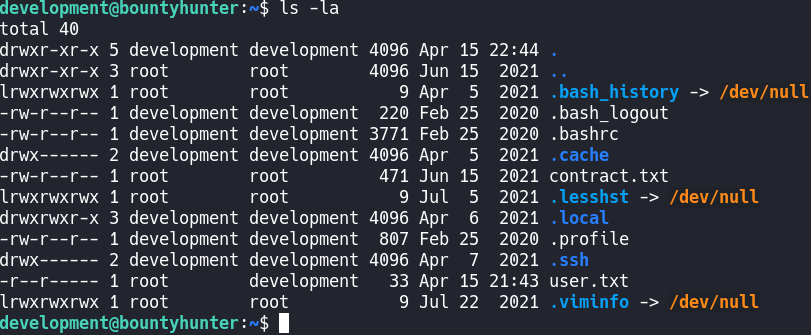 development@bountyhunter:~$ ls -la
total 40
drwxr-xr-x 5 development development 4096 Apr 15 22:44 .
drwxr-xr-x 3 root        root        4096 Jun 15  2021 ..
lrwxrwxrwx 1 root        root           9 Apr  5  2021 .bash_history -> /dev/null
-rw-r--r-- 1 development development  220 Feb 25  2020 .bash_logout
-rw-r--r-- 1 development development 3771 Feb 25  2020 .bashrc
drwx------ 2 development development 4096 Apr  5  2021 .cache
-rw-r--r-- 1 root        root         471 Jun 15  2021 contract.txt
lrwxrwxrwx 1 root        root           9 Jul  5  2021 .lesshst -> /dev/null
drwxrwxr-x 3 development development 4096 Apr  6  2021 .local
-rw-r--r-- 1 development development  807 Feb 25  2020 .profile
drwx------ 2 development development 4096 Apr  7  2021 .ssh
-r--r----- 1 root        development   33 Apr 15 21:43 user.txt
lrwxrwxrwx 1 root        root           9 Jul 22  2021 .viminfo -> /dev/null
development@bountyhunter:~$